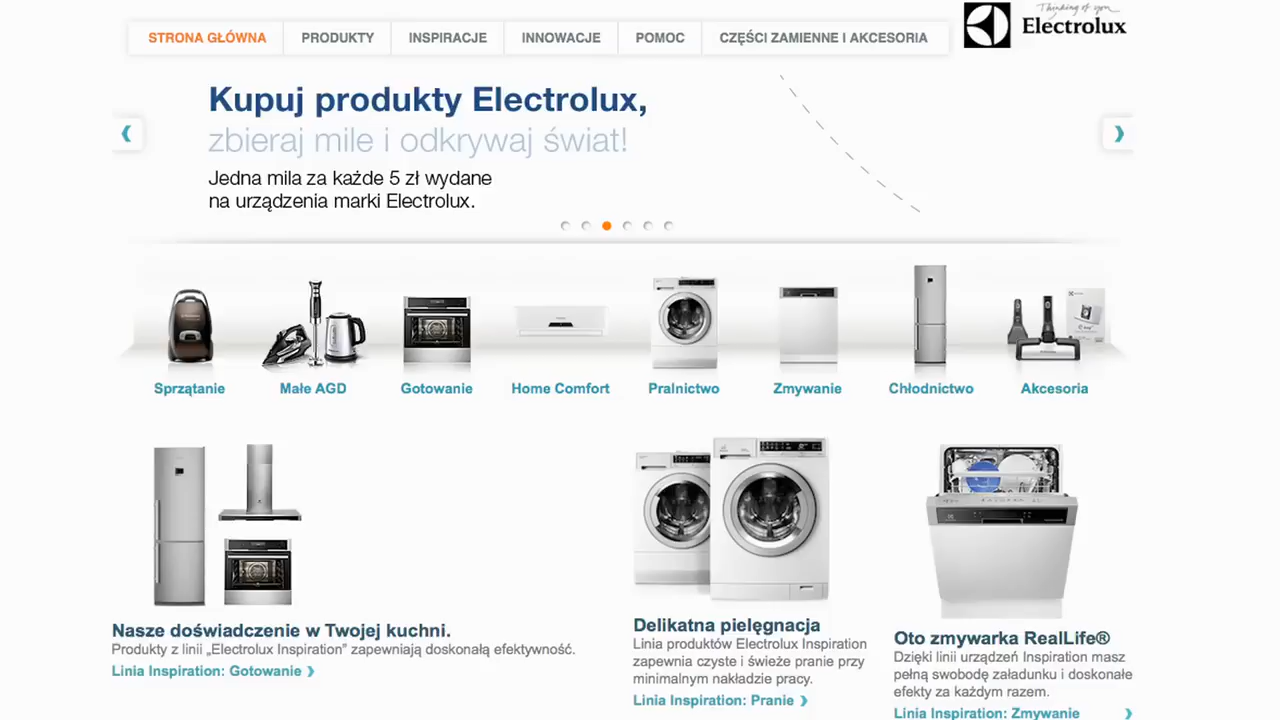 Thinking of you
Electrolux
STRONA GŁÓWNA
PRODUKTY
INSPIRACJE
INNOWACJE
POMOC
CZĘŚCI ZAMIENNE I AKCESORIA
Kupuj produkty Electrolux,
zbieraj mile i odkrywaj świat!
Jedna mila za każde 5 zł wydane
na urządzenia marki Electrolux.
Sprzątanie
Małe AGD
Gotowanie
Home Comfort
Pralnictwo
Zmywanie
Chłodnictwo
Akcesoria
Nasze doświadczenie w Twojej kuchni.
Produkty z linii „Electrolux Inspiration” zapewniają doskonałą efektywność.
Linia Inspiration: Gotowanie
Delikatna pielęgnacja
Linia produktów Electrolux Inspiration
zapewnia czyste i świeże pranie przy
minimalnym nakładzie pracy.
Linia Inspiration: Pranie
Oto zmywarka RealLife®
Dzięki linii urządzeń Inspiration masz
pełną swobodę załadunku i doskonałe
efekty za każdym razem.
Linia Inspiration: Zmywanie